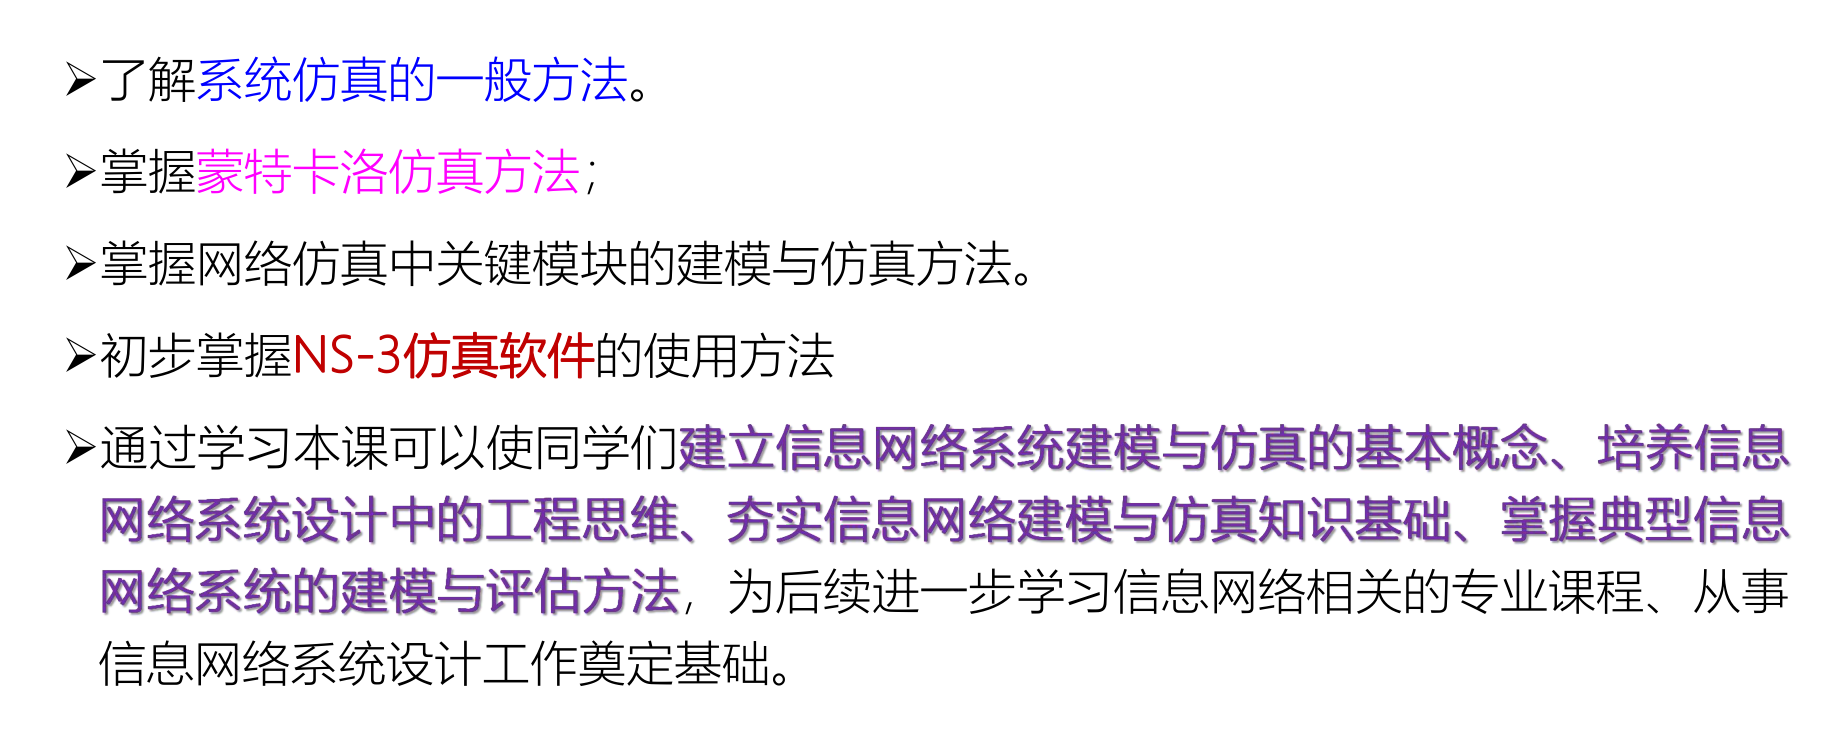 ➢了解系统仿真的一般方法。
➢掌握蒙特卡洛仿真方法；
➢掌握网络仿真中关键模块的建模与仿真方法。
➢初步掌握NS-3仿真软件的使用方法
➢通过学习本课可以使同学们建立信息网络系统建模与仿真的基本概念、培养信息
网络系统设计中的工程思维、夯实信息网络建模与仿真知识基础、掌握典型信息
网络系统的建模与评估方法，为后续进一步学习信息网络相关的专业课程、从事
信息网络系统设计工作奠定基础。